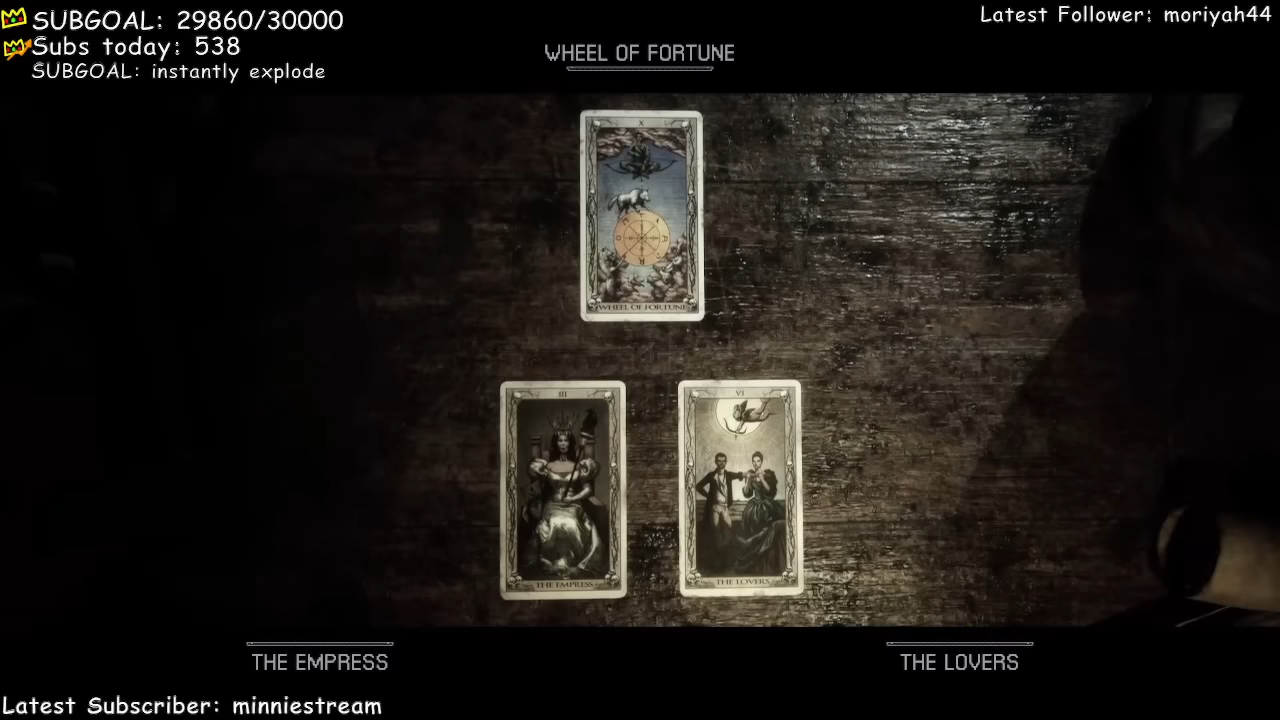 SUBGOAL: 29860/30000
Subs today: 538
SUBGOAL: instantly explode
Latest Follower: moriyah44
WHEEL OF FORTUNE
X
WHEEL OF FORTUNE
III
THE EMPRESS
VI
THE LOVERS
THE EMPRESS
THE LOVERS
Latest Subscriber: minniestream